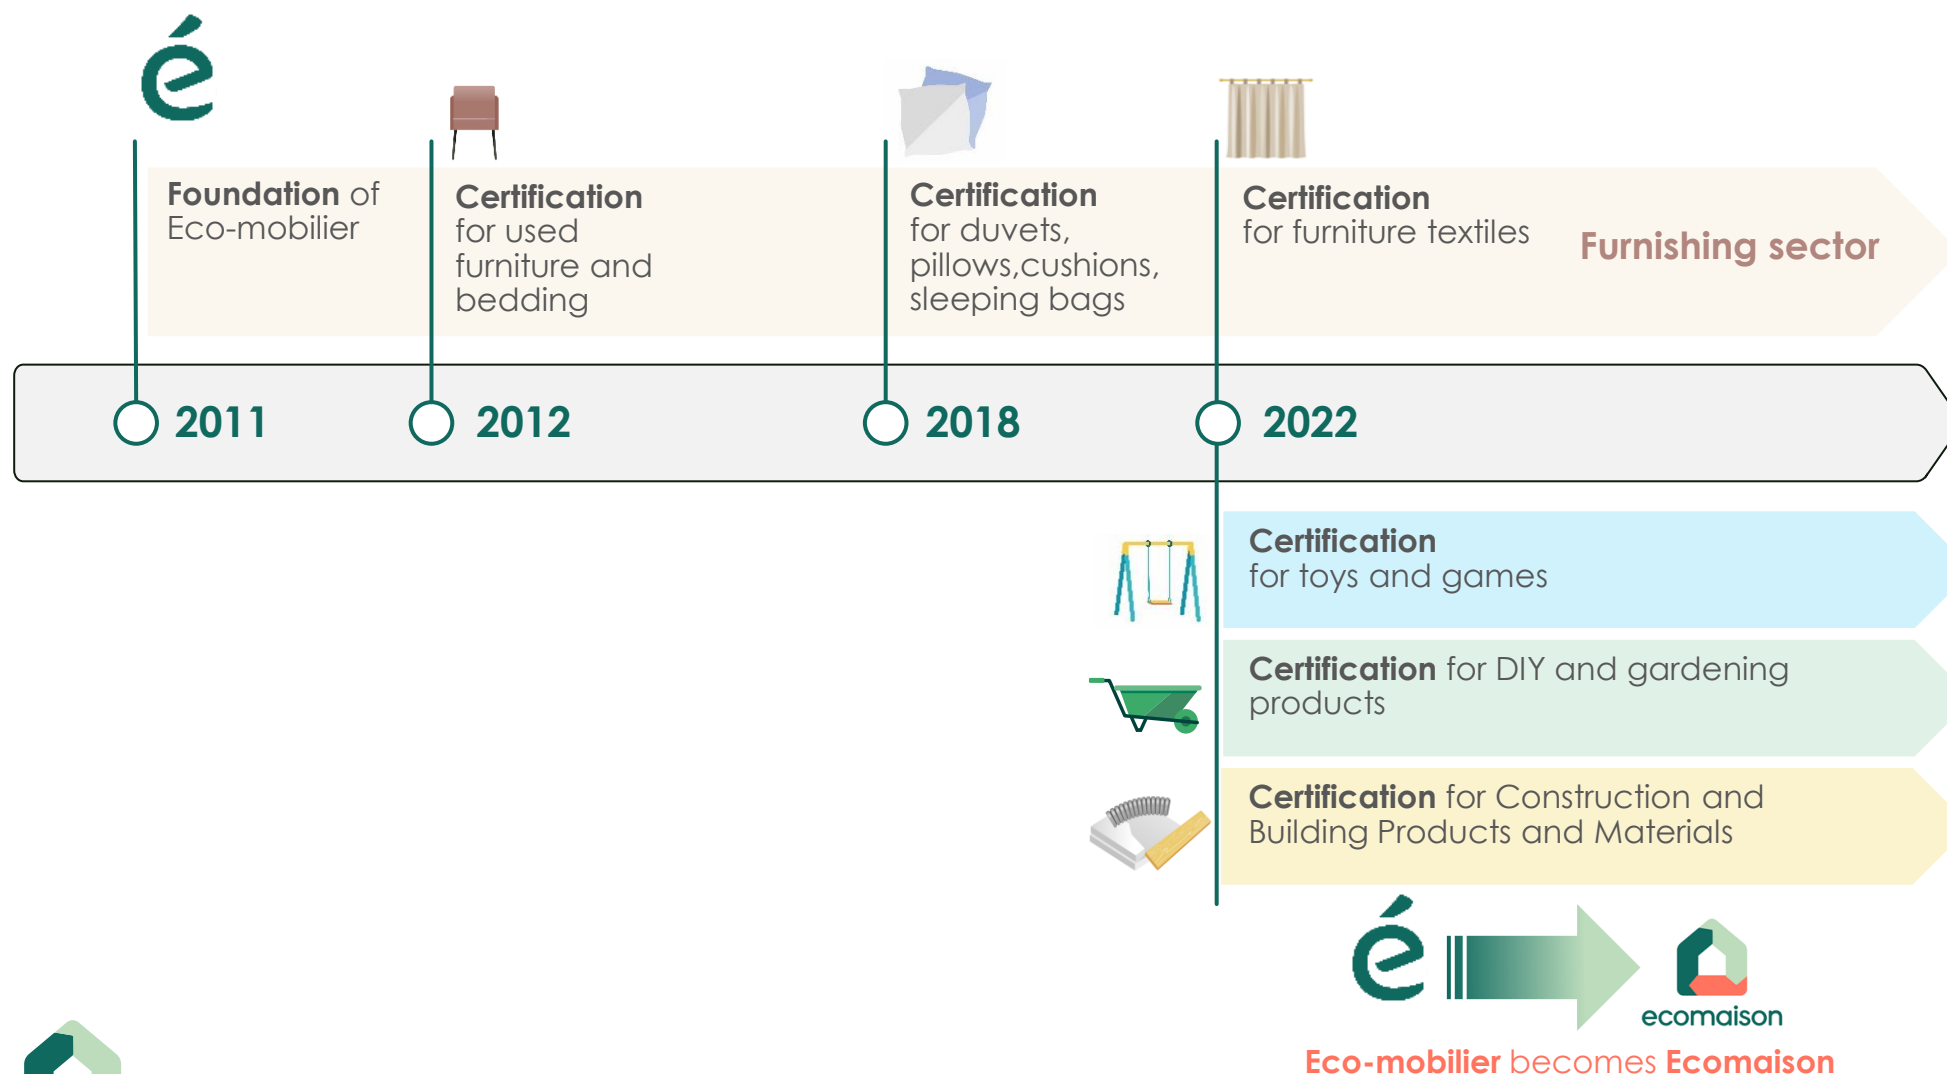 é
Foundation of
Eco-mobilier
Certification
for used
furniture and
bedding
Certification
for duvets,
pillows,cushions,
sleeping bags
Certification
for furniture textiles
Furnishing sector
2011
2012
2018
2022
Certification
for toys and games
Certification for DIY and gardening
products
Certification for Construction and
Building Products and Materials
é
ecomaison
Eco-mobilier becomes Ecomaison